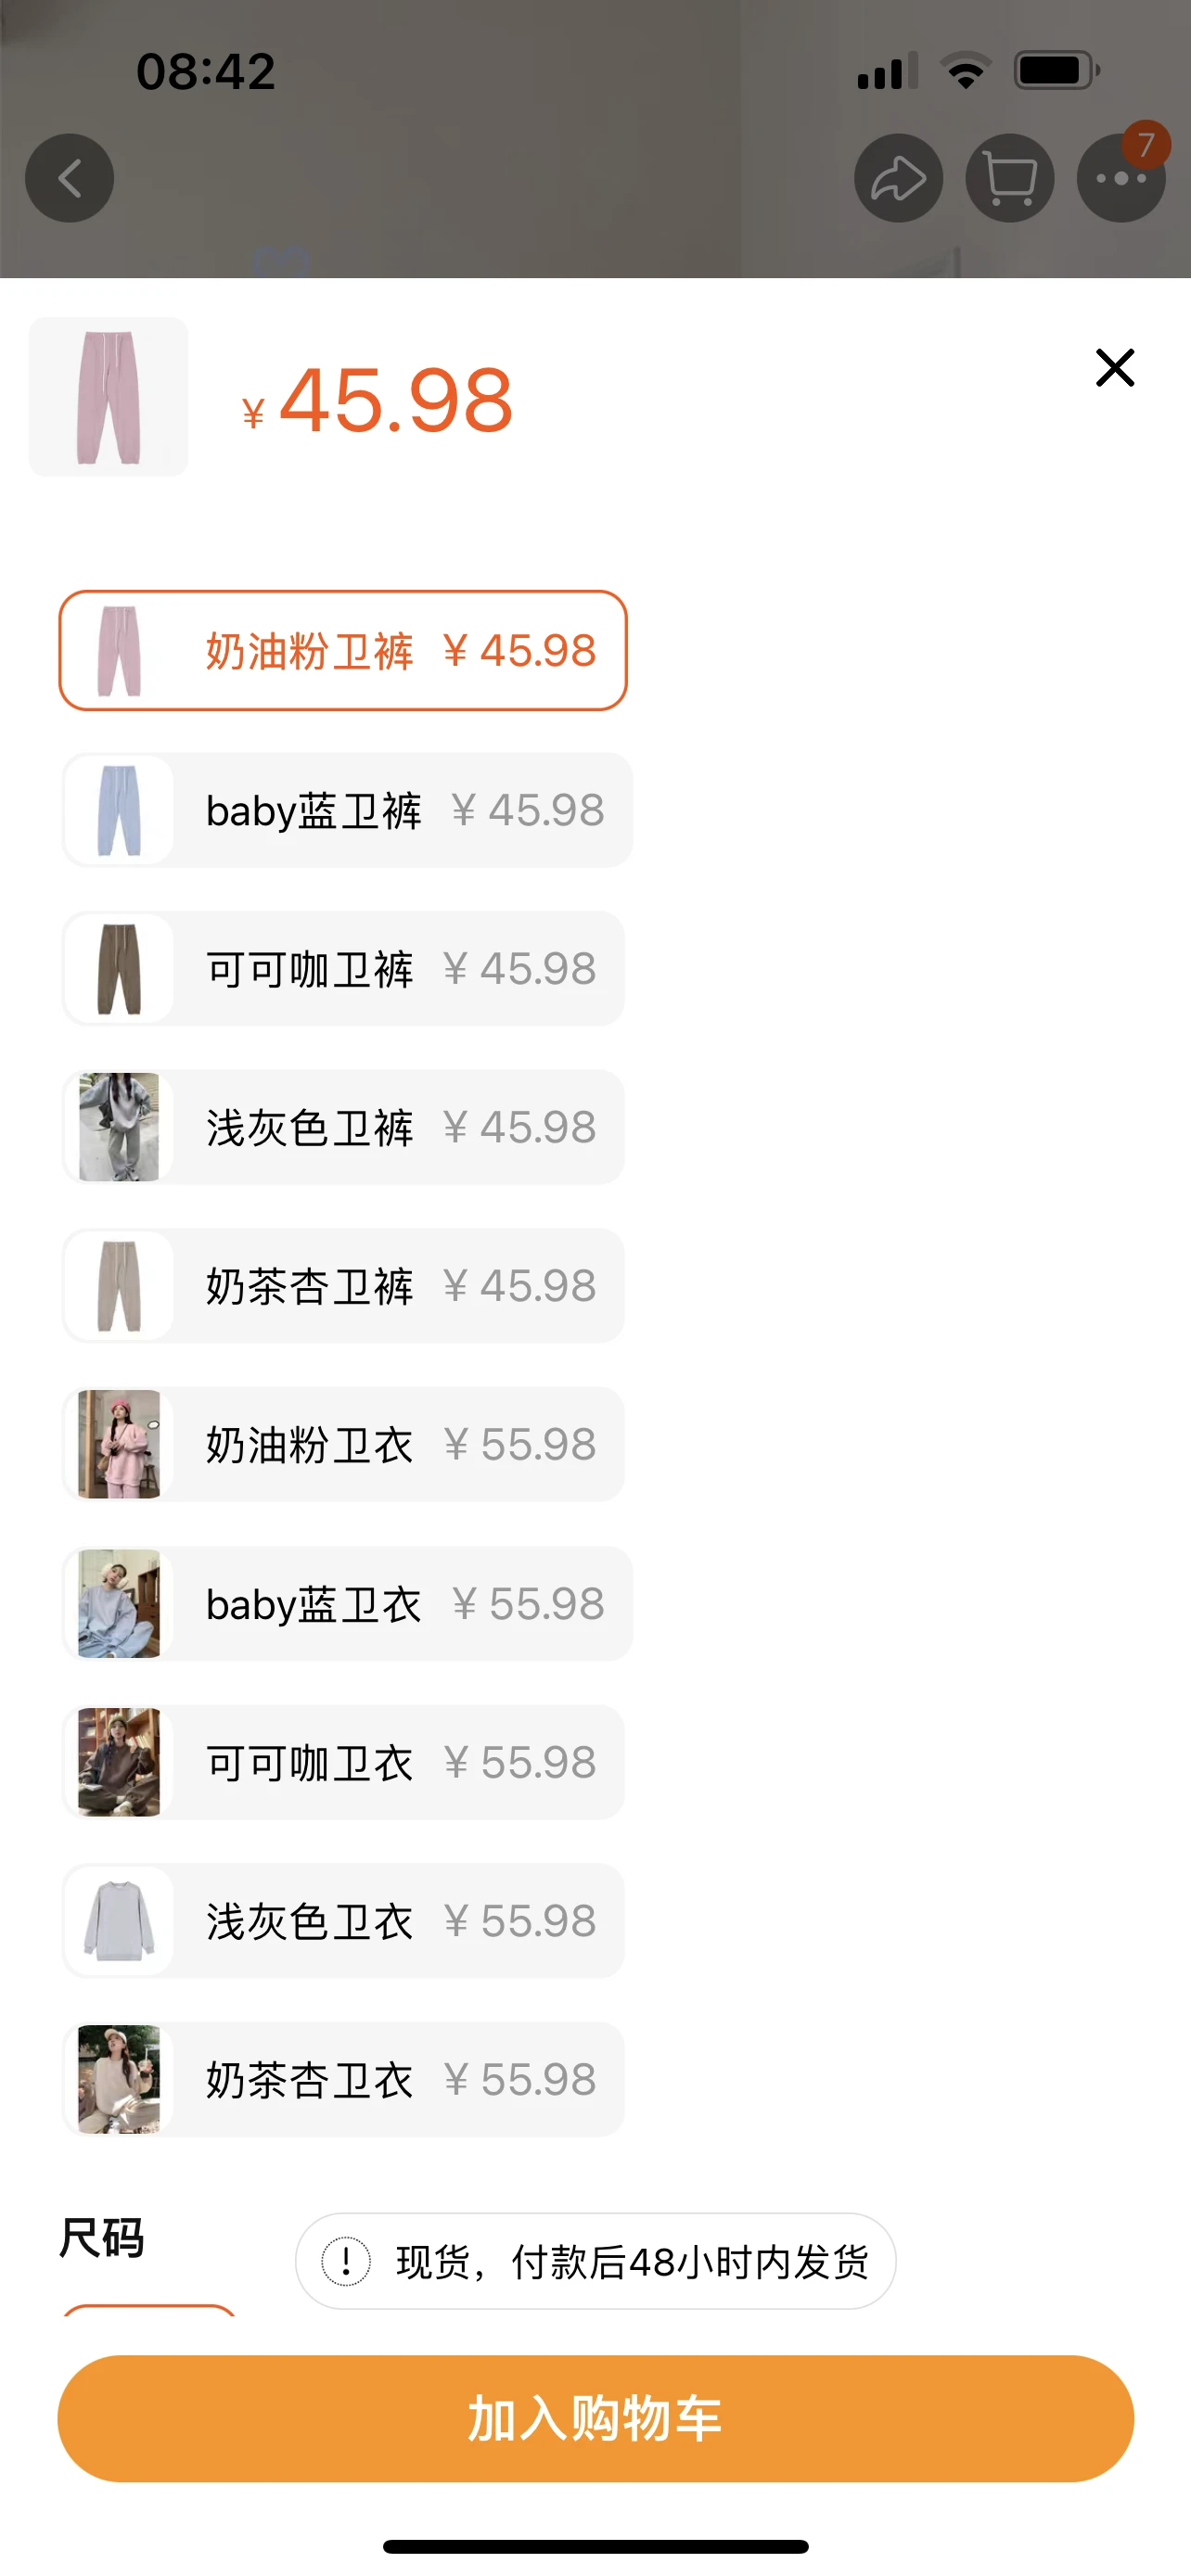 08:42
7
¥ 45.98
奶油粉卫裤 ¥ 45.98
baby蓝卫裤 ¥ 45.98
可可咖卫裤 ¥ 45.98
浅灰色卫裤 ¥ 45.98
奶茶杏卫裤 ¥ 45.98
奶油粉卫衣 ¥ 55.98
baby蓝卫衣 ¥ 55.98
可可咖卫衣 ¥ 55.98
浅灰色卫衣 ¥ 55.98
奶茶杏卫衣 ¥ 55.98
尺码
现货，付款后48小时内发货
加入购物车